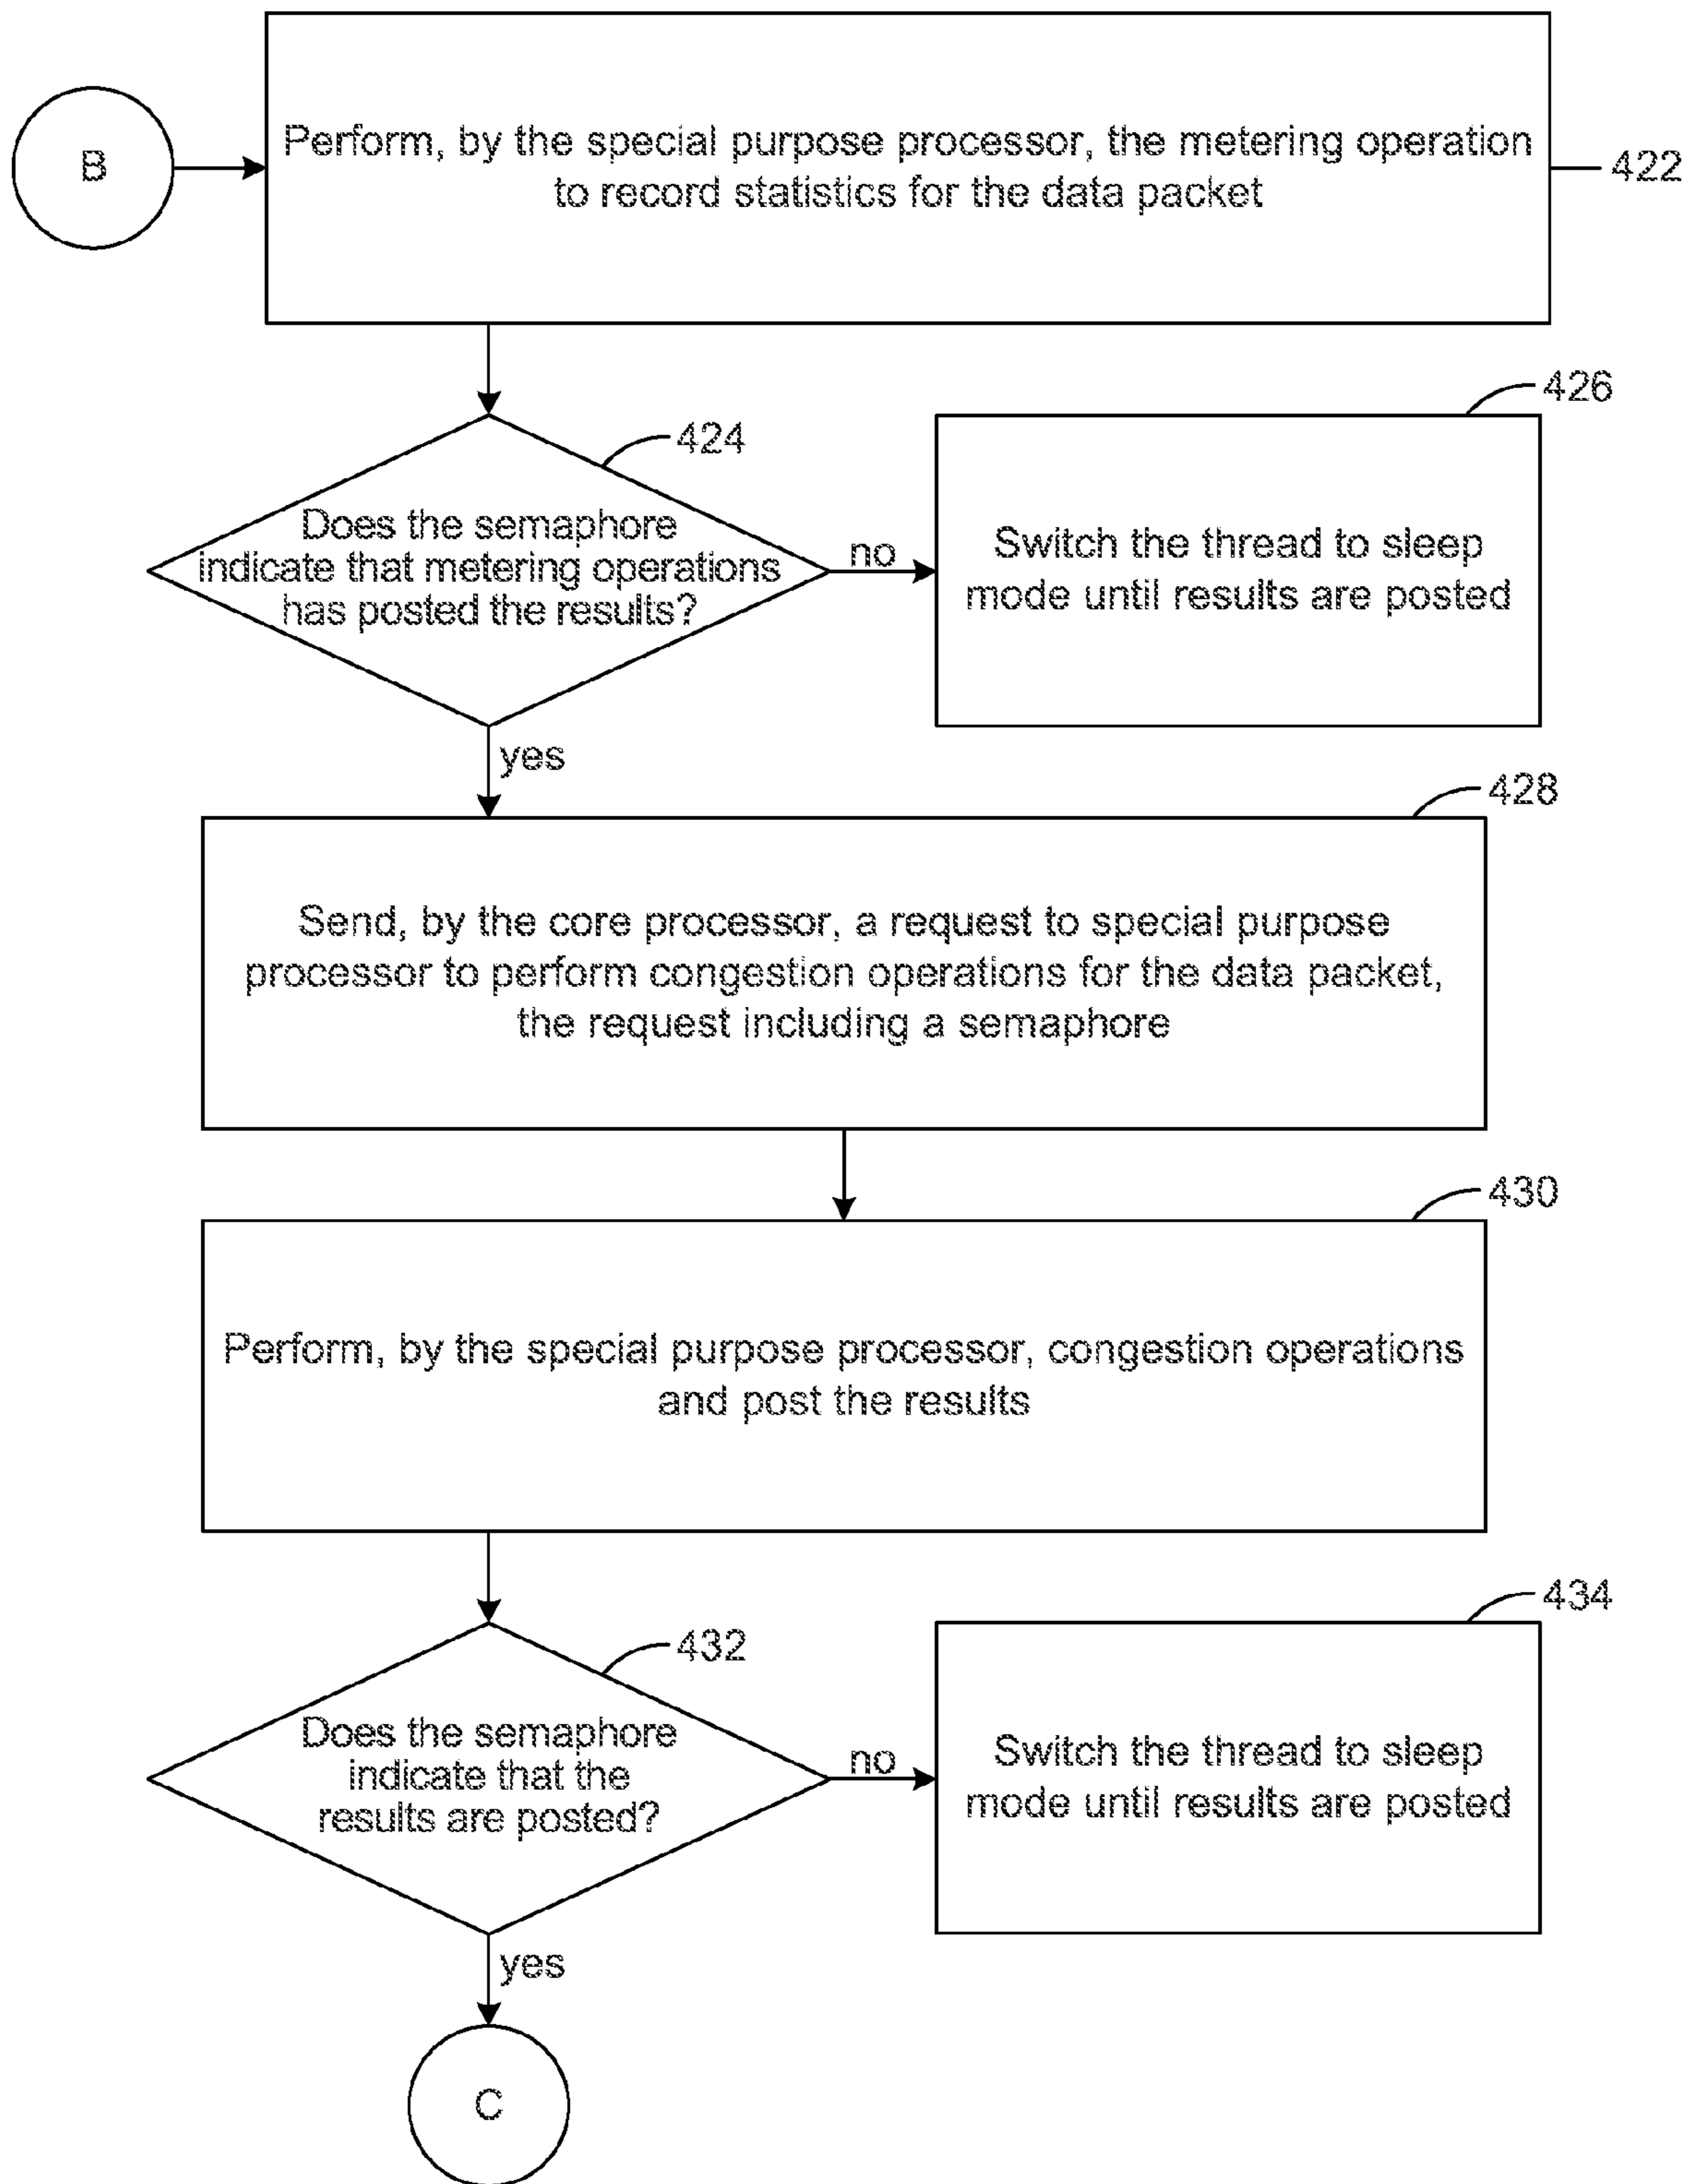 B
Perform, by the special purpose processor, the metering operation
to record statistics for the data packet
422
424
426
Does the semaphore
indicate that metering operations
has posted the results?
no
Switch the thread to sleep
mode until results are posted
yes
428
Send, by the core processor, a request to special purpose
processor to perform congestion operations for the data packet,
the request including a semaphore
430
Perform, by the special purpose processor, congestion operations
and post the results
432
434
Does the semaphore
indicate that the
results are posted?
no
Switch the thread to sleep
mode until results are posted
yes
C